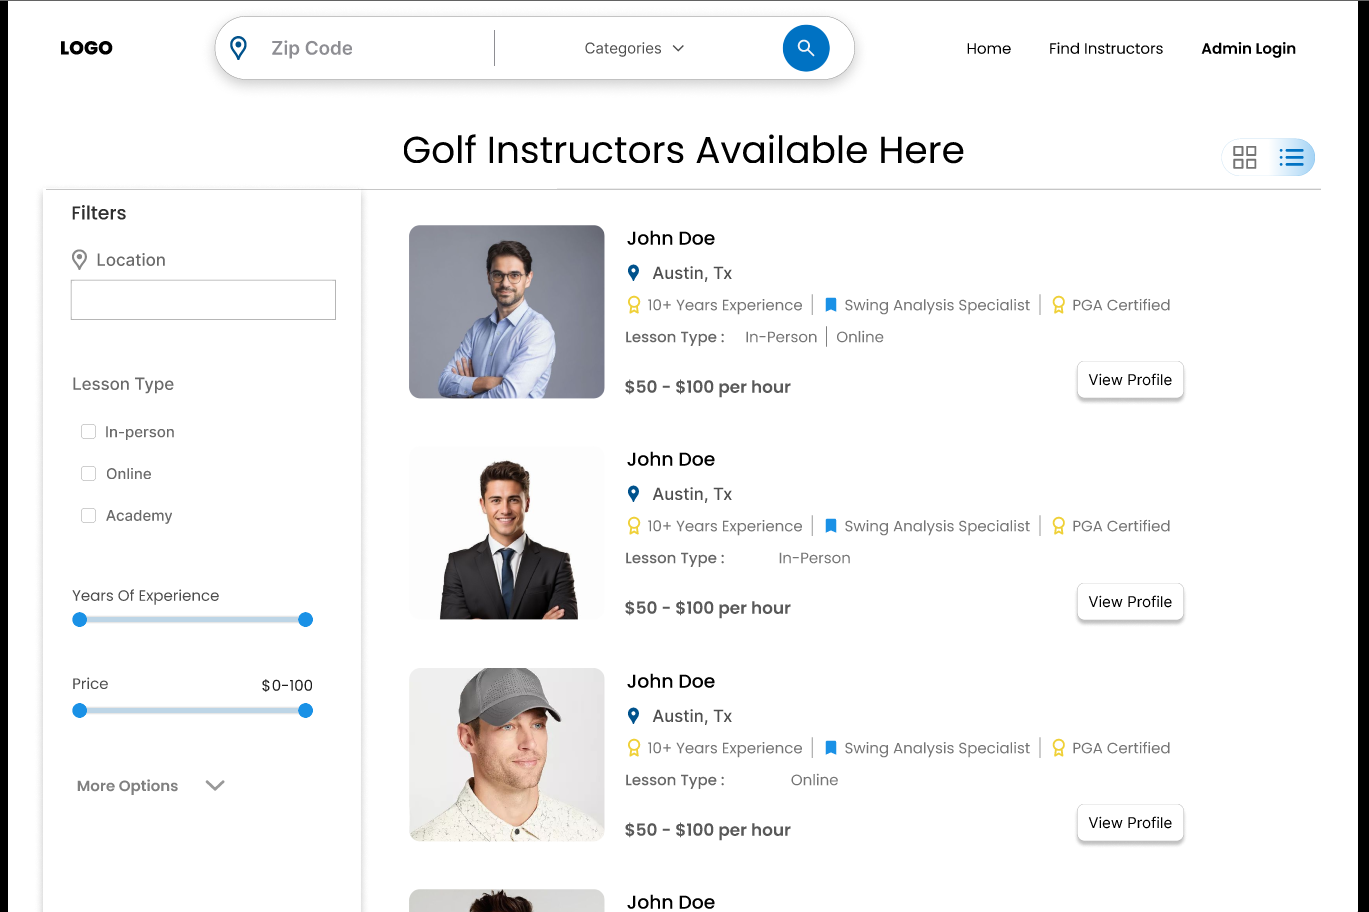 LOGO
Zip Code
Categories
Home
Find Instructors
Admin Login
Golf Instructors Available Here
Filters
Location
Lesson Type
In-person
Online
Academy
Years Of Experience
Price $0-100
More Options
John Doe
Austin, Tx
10+ Years Experience | Swing Analysis Specialist | PGA Certified
Lesson Type : In-Person | Online
$50 - $100 per hour
View Profile
John Doe
Austin, Tx
10+ Years Experience | Swing Analysis Specialist | PGA Certified
Lesson Type : In-Person
$50 - $100 per hour
View Profile
John Doe
Austin, Tx
10+ Years Experience | Swing Analysis Specialist | PGA Certified
Lesson Type : Online
$50 - $100 per hour
View Profile
John Doe